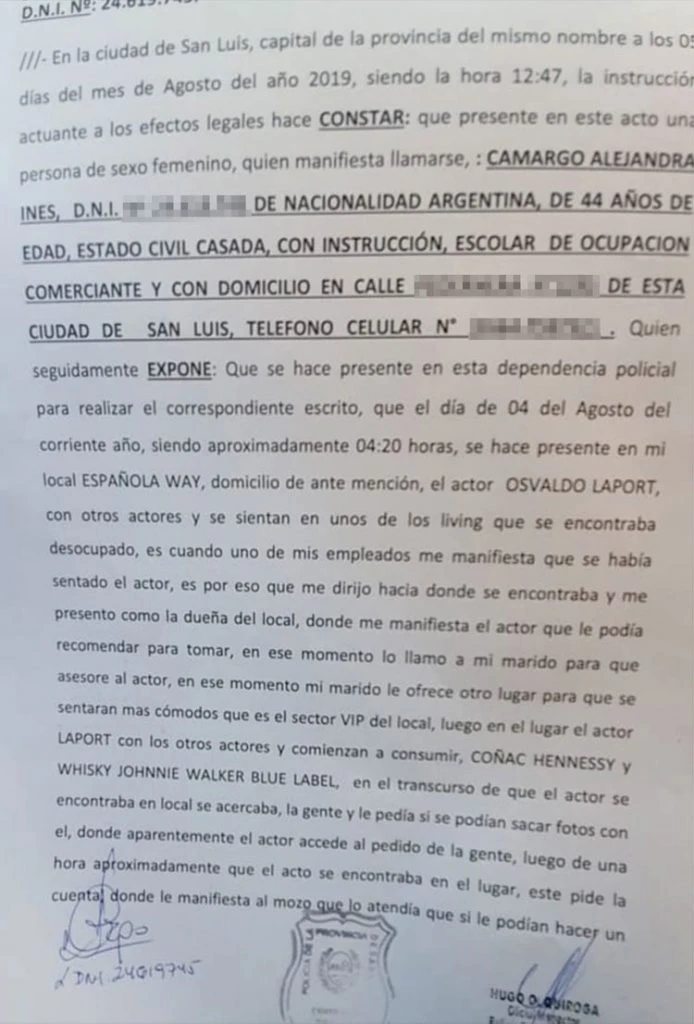 D.N.I. Nº:
///- En la ciudad de San Luis, capital de la provincia del mismo nombre a los 05
días del mes de Agosto del año 2019, siendo la hora 12:47, la instrucción
actuante a los efectos legales hace CONSTAR: que presente en este acto una
persona de sexo femenino, quien manifiesta llamarse, : CAMARGO ALEJANDRA
INES, D.N.I. DE NACIONALIDAD ARGENTINA, DE 44 AÑOS DE
EDAD, ESTADO CIVIL CASADA, CON INSTRUCCIÓN, ESCOLAR DE OCUPACION
COMERCIANTE Y CON DOMICILIO EN CALLE DE ESTA
CIUDAD DE SAN LUIS, TELEFONO CELULAR N° . Quien
seguidamente EXPONE: Que se hace presente en esta dependencia policial
para realizar el correspondiente escrito, que el día de 04 del Agosto del
corriente año, siendo aproximadamente 04:20 horas, se hace presente en mi
local ESPAÑOLA WAY, domicilio de ante mención, el actor OSVALDO LAPORT,
con otros actores y se sientan en unos de los living que se encontraba
desocupado, es cuando uno de mis empleados me manifiesta que se había
sentado el actor, es por eso que me dirijo hacia donde se encontraba y me
presento como la dueña del local, donde me manifiesta el actor que le podía
recomendar para tomar, en ese momento lo llamo a mi marido para que
asesore al actor, en ese momento mi marido le ofrece otro lugar para que se
sentaran mas cómodos que es el sector VIP del local, luego en el lugar el actor
LAPORT con los otros actores y comienzan a consumir, COÑAC HENNESSY y
WHISKY JOHNNIE WALKER BLUE LABEL, en el transcurso de que el actor se
encontraba en local se acercaba, la gente y le pedía si se podían sacar fotos con
el, donde aparentemente el actor accede al pedido de la gente, luego de una
hora aproximadamente que el acto se encontraba en el lugar, este pide la
cuenta, donde le manifiesta al mozo que lo atendía que si le podían hacer un
DNI. 24619745
POLICIA DE LA PROVINCIA DE
HUGO D. QUIROGA